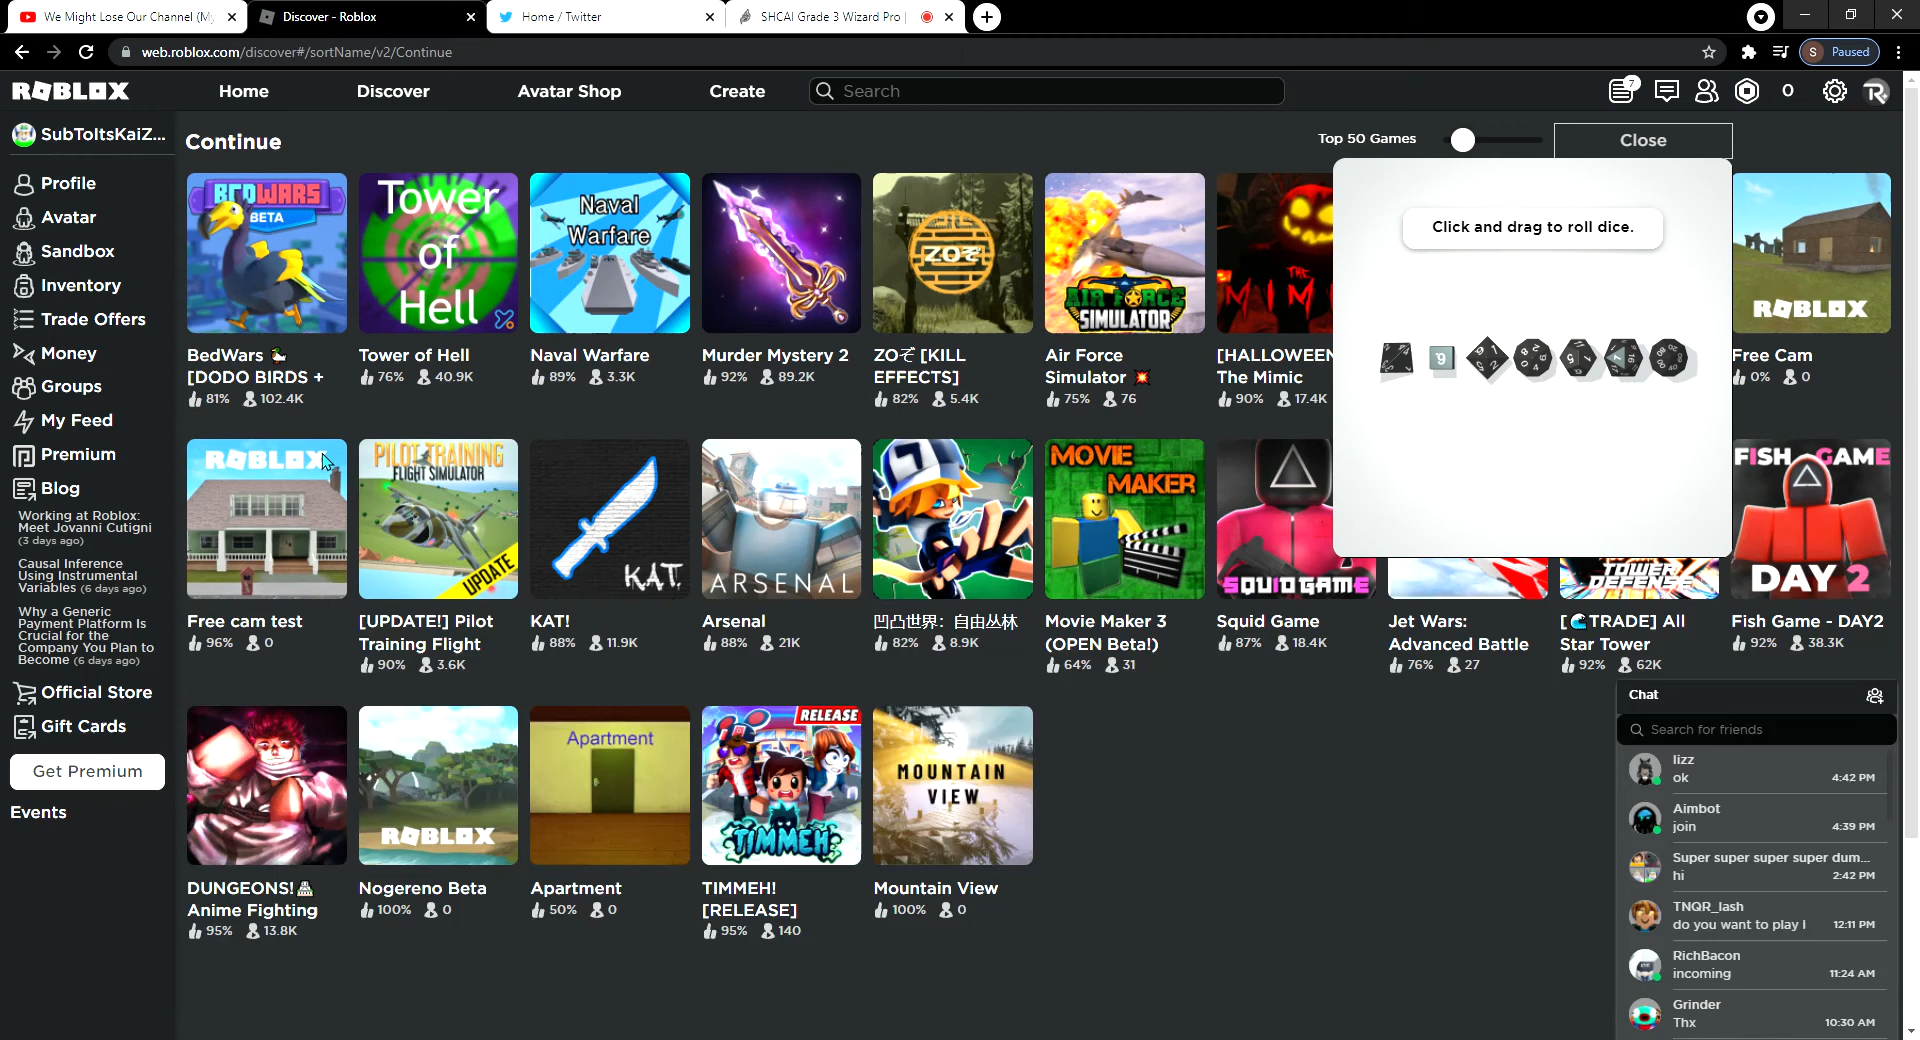 We Might Lose Our Channel (My
Discover - Roblox
Home / Twitter
SHCAI Grade 3 Wizard Pro |
web.roblox.com/discover#/sortName/v2/Continue
S Paused
ROBLOX
Home
Discover
Avatar Shop
Create
Search
7
0
SubToItsKaiZ...
Profile
Avatar
Sandbox
Inventory
Trade Offers
Money
Groups
My Feed
Premium
Blog
Working at Roblox:
Meet Jovanni Cutigni
(3 days ago)
Causal Inference
Using Instrumental
Variables (6 days ago)
Why a Generic
Payment Platform Is
Crucial for the
Company You Plan to
Become (6 days ago)
Official Store
Gift Cards
Get Premium
Events
Continue
Top 50 Games
Close
Click and drag to roll dice.
BEDWARS
BETA
BedWars
[DODO BIRDS +
81% 102.4K
Tower
of
Hell
Tower of Hell
76% 40.9K
Naval
Warfare
Naval Warfare
89% 3.3K
Murder Mystery 2
92% 89.2K
ZOぞ
ZOぞ [KILL
EFFECTS]
82% 5.4K
AIR FORCE
SIMULATOR
Air Force
Simulator
75% 76
THE
MIM
[HALLOWEEN
The Mimic
90% 17.4K
ROBLOX
Free Cam
0% 0
ROBLOX
Free cam test
96% 0
PILOT TRAINING
FLIGHT SIMULATOR
UPDATE
[UPDATE!] Pilot
Training Flight
90% 3.6K
KAT.
KAT!
88% 11.9K
ARSENAL
Arsenal
88% 21K
凹凸世界：自由丛林
82% 8.9K
MOVIE
MAKER
Movie Maker 3
(OPEN Beta!)
64% 31
SQUID GAME
Squid Game
87% 18.4K
Jet Wars:
Advanced Battle
76% 27
TOWER
DEFENSE
[TRADE] All
Star Tower
92% 62K
FISH GAME
DAY 2
Fish Game - DAY2
92% 38.3K
DUNGEONS!
Anime Fighting
95% 13.8K
ROBLOX
Nogereno Beta
100% 0
Apartment
Apartment
50% 0
RELEASE
TIMMEH
TIMMEH!
[RELEASE]
95% 140
MOUNTAIN
VIEW
Mountain View
100% 0
Chat
Search for friends
lizz
ok 4:42 PM
Aimbot
join 4:39 PM
Super super super super dum...
hi 2:42 PM
TNQR_lash
do you want to play I 12:11 PM
RichBacon
incoming 11:24 AM
Grinder
Thx 10:30 AM